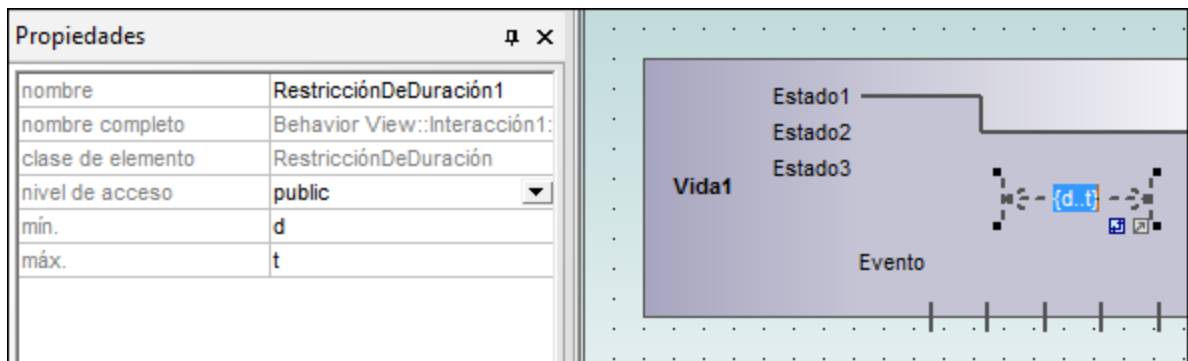 Propiedades
nombre RestricciónDeDuración1
nombre completo Behavior View::Interacción1:
clase de elemento RestricciónDeDuración
nivel de acceso public
mín. d
máx. t
Estado1
Estado2
Estado3
Vida1
{d..t}
Evento